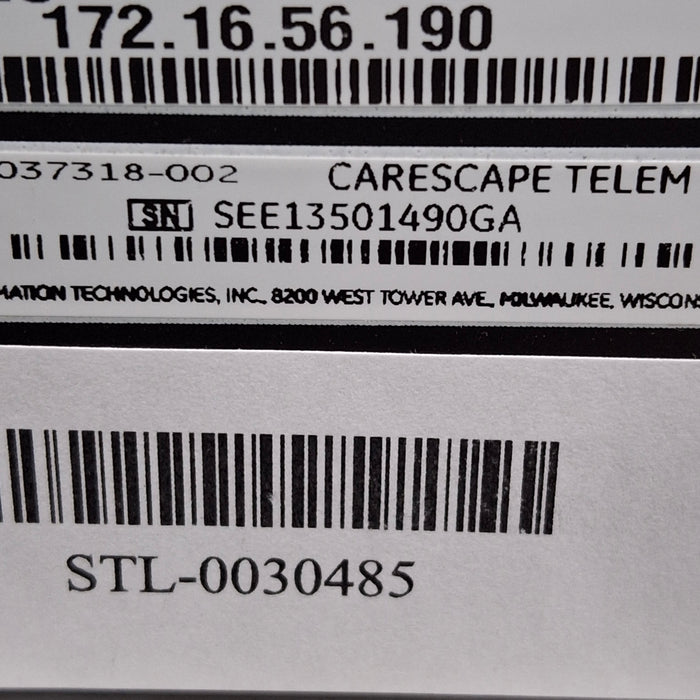 172.16.56.190
037318-002 CARESCAPE TELEM
SN SEE13501490GA
MATION TECHNOLOGIES, INC., 8200 WEST TOWER AVE, MILWAUKEE, WISCONS
STL-0030485